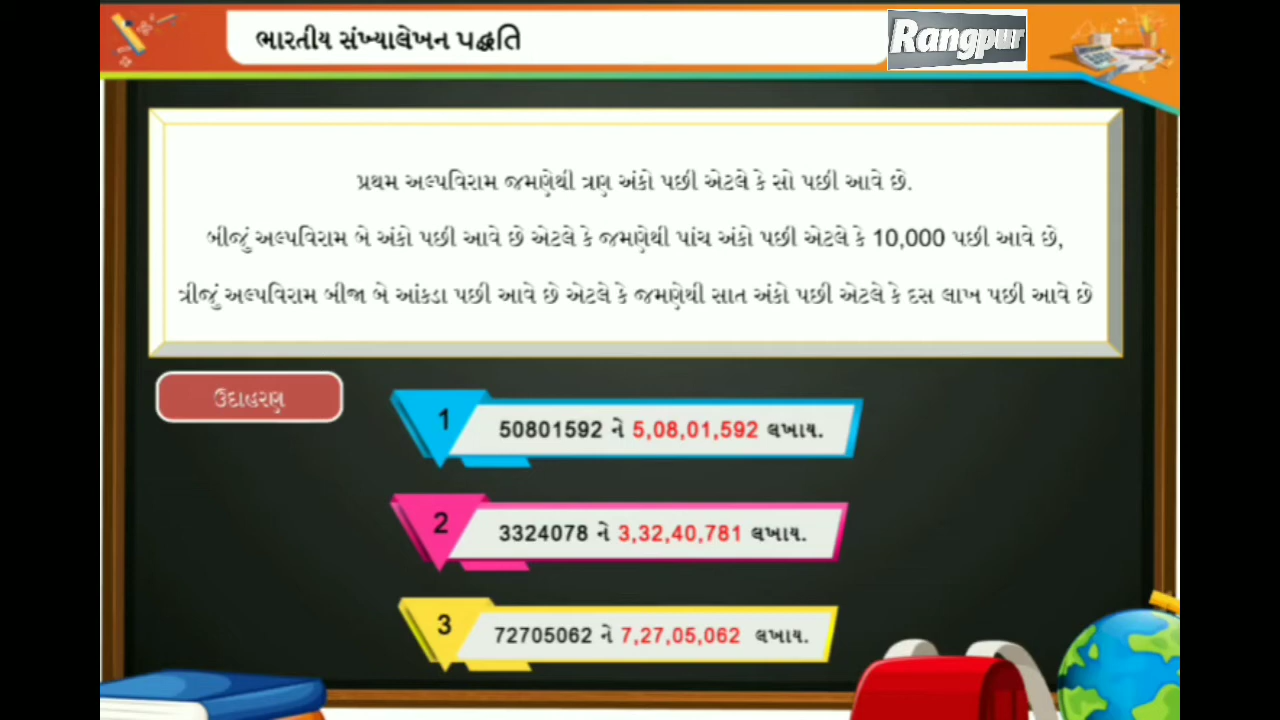 ભારતીય સંખ્યાલેખન પદ્ધતિ
Rangpur
પ્રથમ અલ્પવિરામ જમણેથી ત્રણ અંકો પછી એટલે કે સો પછી આવે છે.
બીજું અલ્પવિરામ બે અંકો પછી આવે છે એટલે કે જમણેથી પાંચ અંકો પછી એટલે કે 10,000 પછી આવે છે,
ત્રીજું અલ્પવિરામ બીજા બે આંકડા પછી આવે છે એટલે કે જમણેથી સાત અંકો પછી એટલે કે દસ લાખ પછી આવે છે
ઉદાહરણ
1
50801592 ને 5,08,01,592 લખાય.
2
3324078 ને 3,32,40,781 લખાય.
3
72705062 ને 7,27,05,062 લખાય.